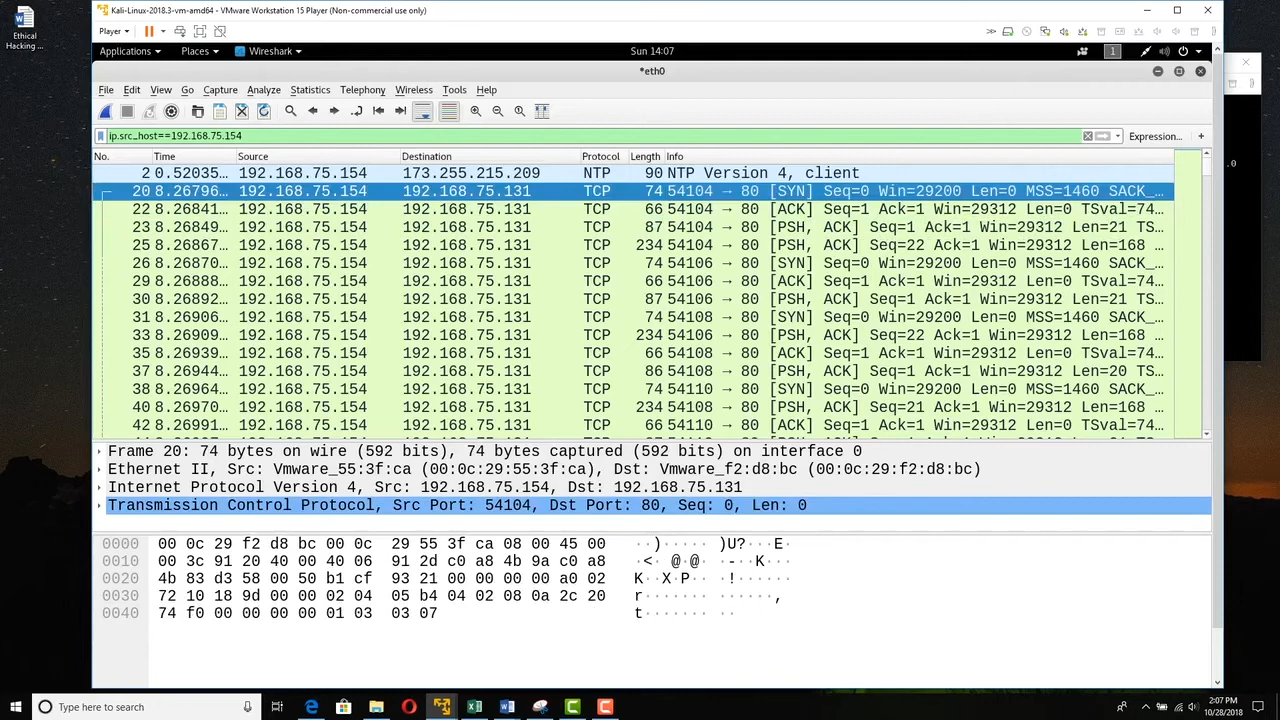 Ethical
Hacking ...
Kali-Linux-2018.3-vm-amd64 - VMware Workstation 15 Player (Non-commercial use only)
Player
Applications Places Wireshark Sun 14:07 1
*eth0
File Edit View Go Capture Analyze Statistics Telephony Wireless Tools Help
ip.src_host==192.168.75.154 Expression... +
No. Time Source Destination Protocol Length Info
2 0.52035... 192.168.75.154 173.255.215.209 NTP 90 NTP Version 4, client
20 8.26796... 192.168.75.154 192.168.75.131 TCP 74 54104 → 80 [SYN] Seq=0 Win=29200 Len=0 MSS=1460 SACK_...
22 8.26841... 192.168.75.154 192.168.75.131 TCP 66 54104 → 80 [ACK] Seq=1 Ack=1 Win=29312 Len=0 TSval=74...
23 8.26849... 192.168.75.154 192.168.75.131 TCP 87 54104 → 80 [PSH, ACK] Seq=1 Ack=1 Win=29312 Len=21 TS...
25 8.26867... 192.168.75.154 192.168.75.131 TCP 234 54104 → 80 [PSH, ACK] Seq=22 Ack=1 Win=29312 Len=168 ...
26 8.26870... 192.168.75.154 192.168.75.131 TCP 74 54106 → 80 [SYN] Seq=0 Win=29200 Len=0 MSS=1460 SACK_...
29 8.26888... 192.168.75.154 192.168.75.131 TCP 66 54106 → 80 [ACK] Seq=1 Ack=1 Win=29312 Len=0 TSval=74...
30 8.26892... 192.168.75.154 192.168.75.131 TCP 87 54106 → 80 [PSH, ACK] Seq=1 Ack=1 Win=29312 Len=21 TS...
31 8.26906... 192.168.75.154 192.168.75.131 TCP 74 54108 → 80 [SYN] Seq=0 Win=29200 Len=0 MSS=1460 SACK_...
33 8.26909... 192.168.75.154 192.168.75.131 TCP 234 54106 → 80 [PSH, ACK] Seq=22 Ack=1 Win=29312 Len=168 ...
35 8.26939... 192.168.75.154 192.168.75.131 TCP 66 54108 → 80 [ACK] Seq=1 Ack=1 Win=29312 Len=0 TSval=74...
37 8.26944... 192.168.75.154 192.168.75.131 TCP 86 54108 → 80 [PSH, ACK] Seq=1 Ack=1 Win=29312 Len=20 TS...
38 8.26964... 192.168.75.154 192.168.75.131 TCP 74 54110 → 80 [SYN] Seq=0 Win=29200 Len=0 MSS=1460 SACK_...
40 8.26970... 192.168.75.154 192.168.75.131 TCP 234 54108 → 80 [PSH, ACK] Seq=21 Ack=1 Win=29312 Len=168 ...
42 8.26991... 192.168.75.154 192.168.75.131 TCP 66 54110 → 80 [ACK] Seq=1 Ack=1 Win=29312 Len=0 TSval=74...
Frame 20: 74 bytes on wire (592 bits), 74 bytes captured (592 bits) on interface 0
Ethernet II, Src: Vmware_55:3f:ca (00:0c:29:55:3f:ca), Dst: Vmware_f2:d8:bc (00:0c:29:f2:d8:bc)
Internet Protocol Version 4, Src: 192.168.75.154, Dst: 192.168.75.131
Transmission Control Protocol, Src Port: 54104, Dst Port: 80, Seq: 0, Len: 0
0000 00 0c 29 f2 d8 bc 00 0c 29 55 3f ca 08 00 45 00 ··)····· )U?···E·
0010 00 3c 91 20 40 00 40 06 91 2d c0 a8 4b 9a c0 a8 ·<· @·@· ·-··K···
0020 4b 83 d3 58 00 50 b1 cf 93 21 00 00 00 00 a0 02 K··X·P·· ·!······
0030 72 10 18 9d 00 00 02 04 05 b4 04 02 08 0a 2c 20 r······· ······,
0040 74 f0 00 00 00 00 01 03 03 07 t······· ··
Type here to search
2:07 PM
10/28/2018